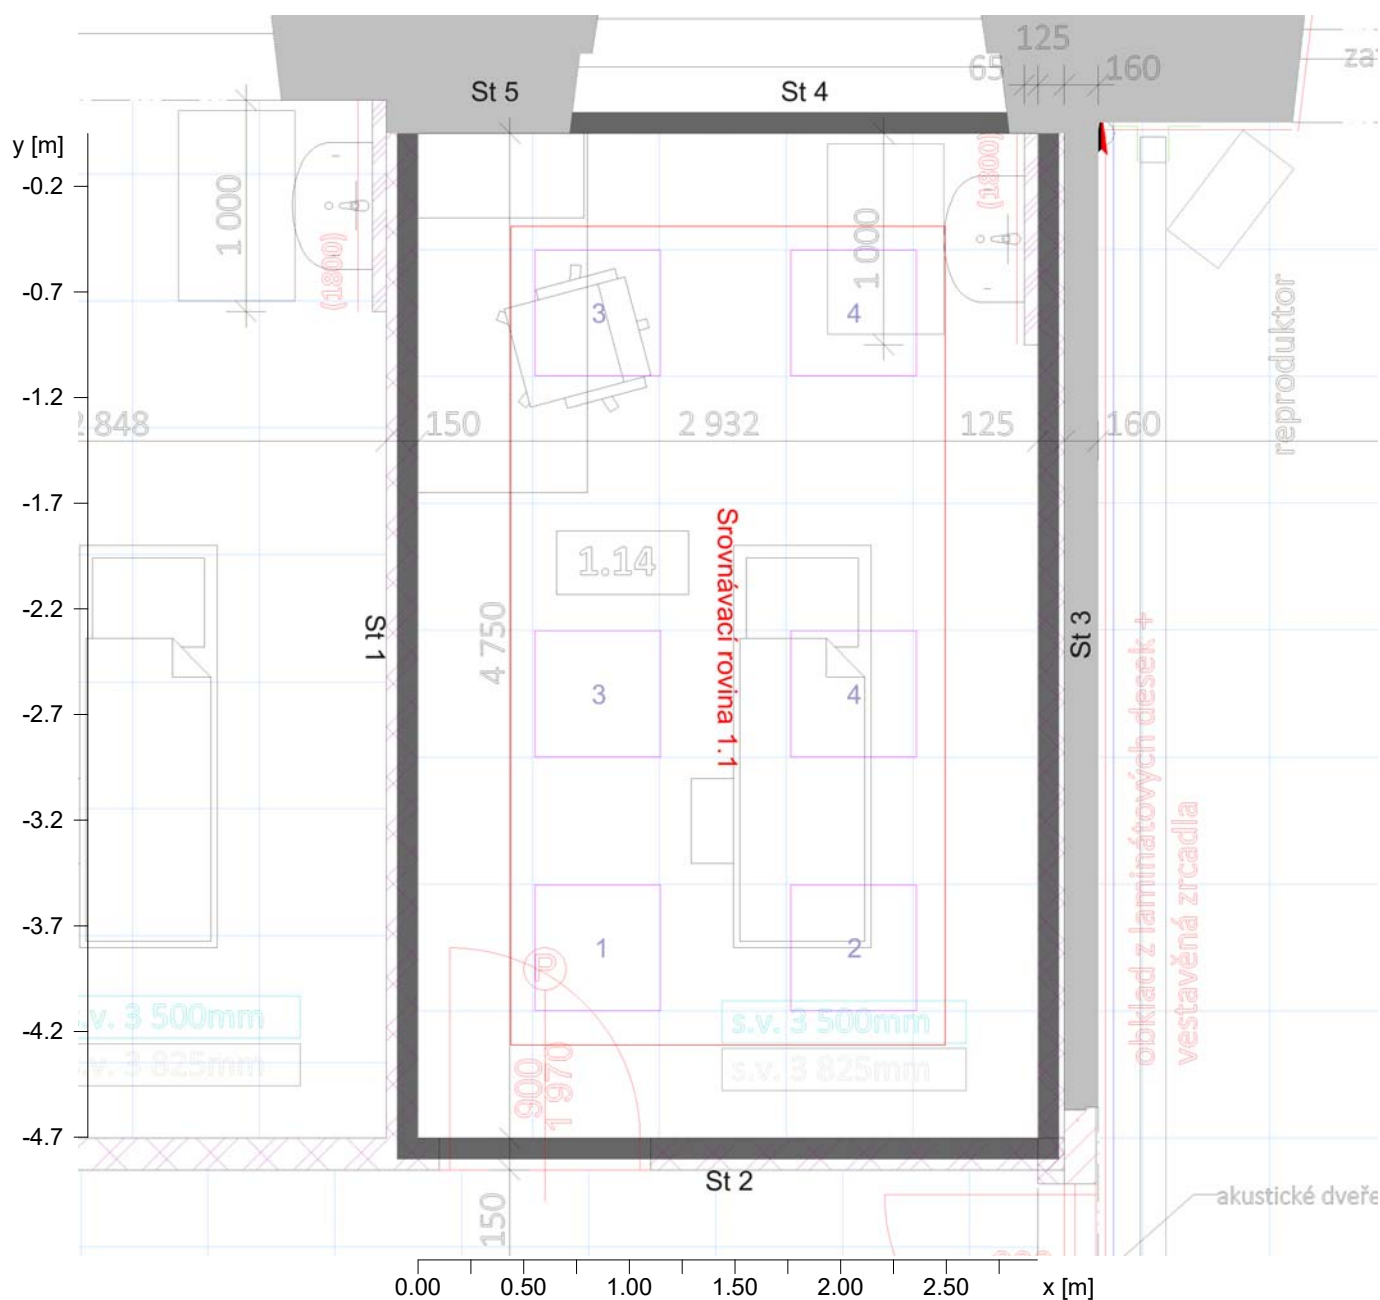 125
65
160
zať
St 5
St 4
y [m]
-0.2
-0.7
-1.2
-1.7
-2.2
-2.7
-3.2
-3.7
-4.2
-4.7
1 000
(1800)
1 000
(1800)
3
4
reproduktor
2 848
150
2 932
125
160
1.14
4 750
Srovnávací rovina 1.1
St 1
St 3
3
4
obklad z laminátových desek +
vestavěná zrcadla
1
2
P
s.v. 3 500mm
s.v. 3 825mm
s.v. 3 500mm
s.v. 3 825mm
900
1 970
St 2
150
akustické dveře
0.00
0.50
1.00
1.50
2.00
2.50
x [m]